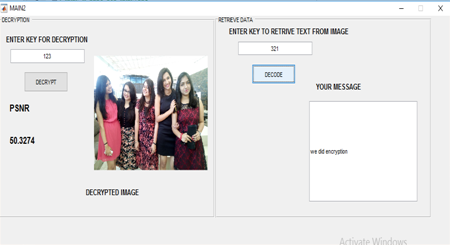 MAIN2
DECRYPTION
ENTER KEY FOR DECRYPTION
123
DECRYPT
PSNR
50.3274
DECRYPTED IMAGE
RETRIEVE DATA
ENTER KEY TO RETRIVE TEXT FROM IMAGE
321
DECODE
YOUR MESSAGE
we did encryption
Activate Windows